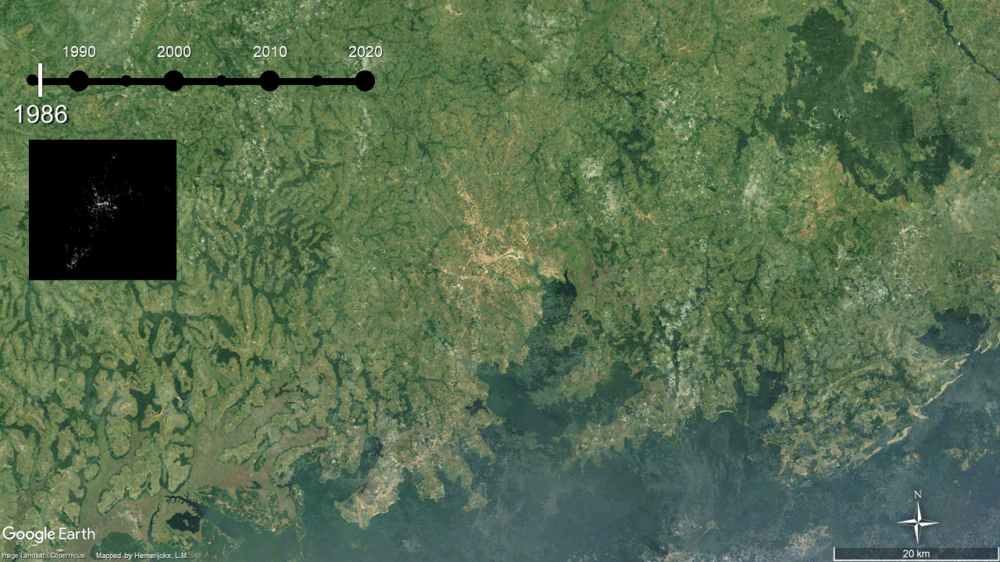 1990 2000 2010 2020
1986
N
Google Earth
Image Landsat / Copernicus Mapped by Hemerijckx, L.M.
20 km